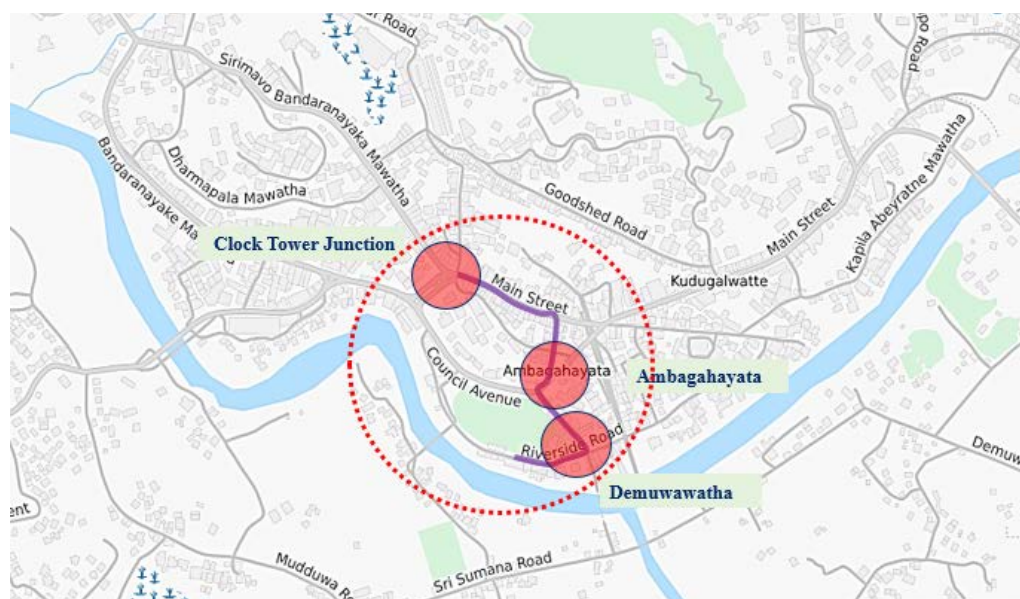 Road
po Road
Sirimavo Bandaranayaka Mawatha
Bandaranayake Ma
Dharmapala Mawatha
Goodshed Road
Main Street
Kapila Abeyratne Mawatha
Clock Tower Junction
Kudugalwatte
Main Street
Ambagahayata
Ambagahayata
Council Avenue
Riverside Road
Demuw
Demuwawatha
ent
Mudduwa R
Sri Sumana Road